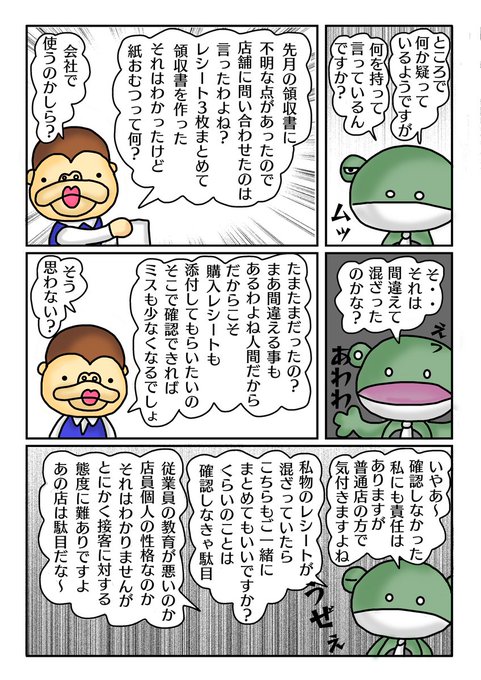 ところで
何か疑って
いるようですが
何を持って
言っているん
ですか？
ムッ
先月の領収書に
不明な点があったので
店舗に問い合わせたのは
言ったわよね？
レシート３枚まとめて
領収書を作った
それはわかったけど
紙おむつって何？
会社で
使うのかしら？
そ・・
それは
間違えて
混ざった
のかな？
えっ
あわわ
たまたまだったの？
まあ間違える事も
あるわよね人間だから
だからこそ
購入レシートも
添付してもらいたいの
そこで確認できれば
ミスも少なくなるでしょ
そう
思わない？
いやあ～
確認しなかった
私にも責任は
ありますが
普通店の方で
気付きますよね
私物のレシートが
混ざっていたら
こちらもご一緒に
まとめてもいいですか？
くらいのことは
確認しなきゃ駄目
うぜぇ
従業員の教育が悪いのか
店員個人の性格なのか
それはわかりませんが
とにかく接客に対する
態度に難ありですよ
あの店は駄目だな～